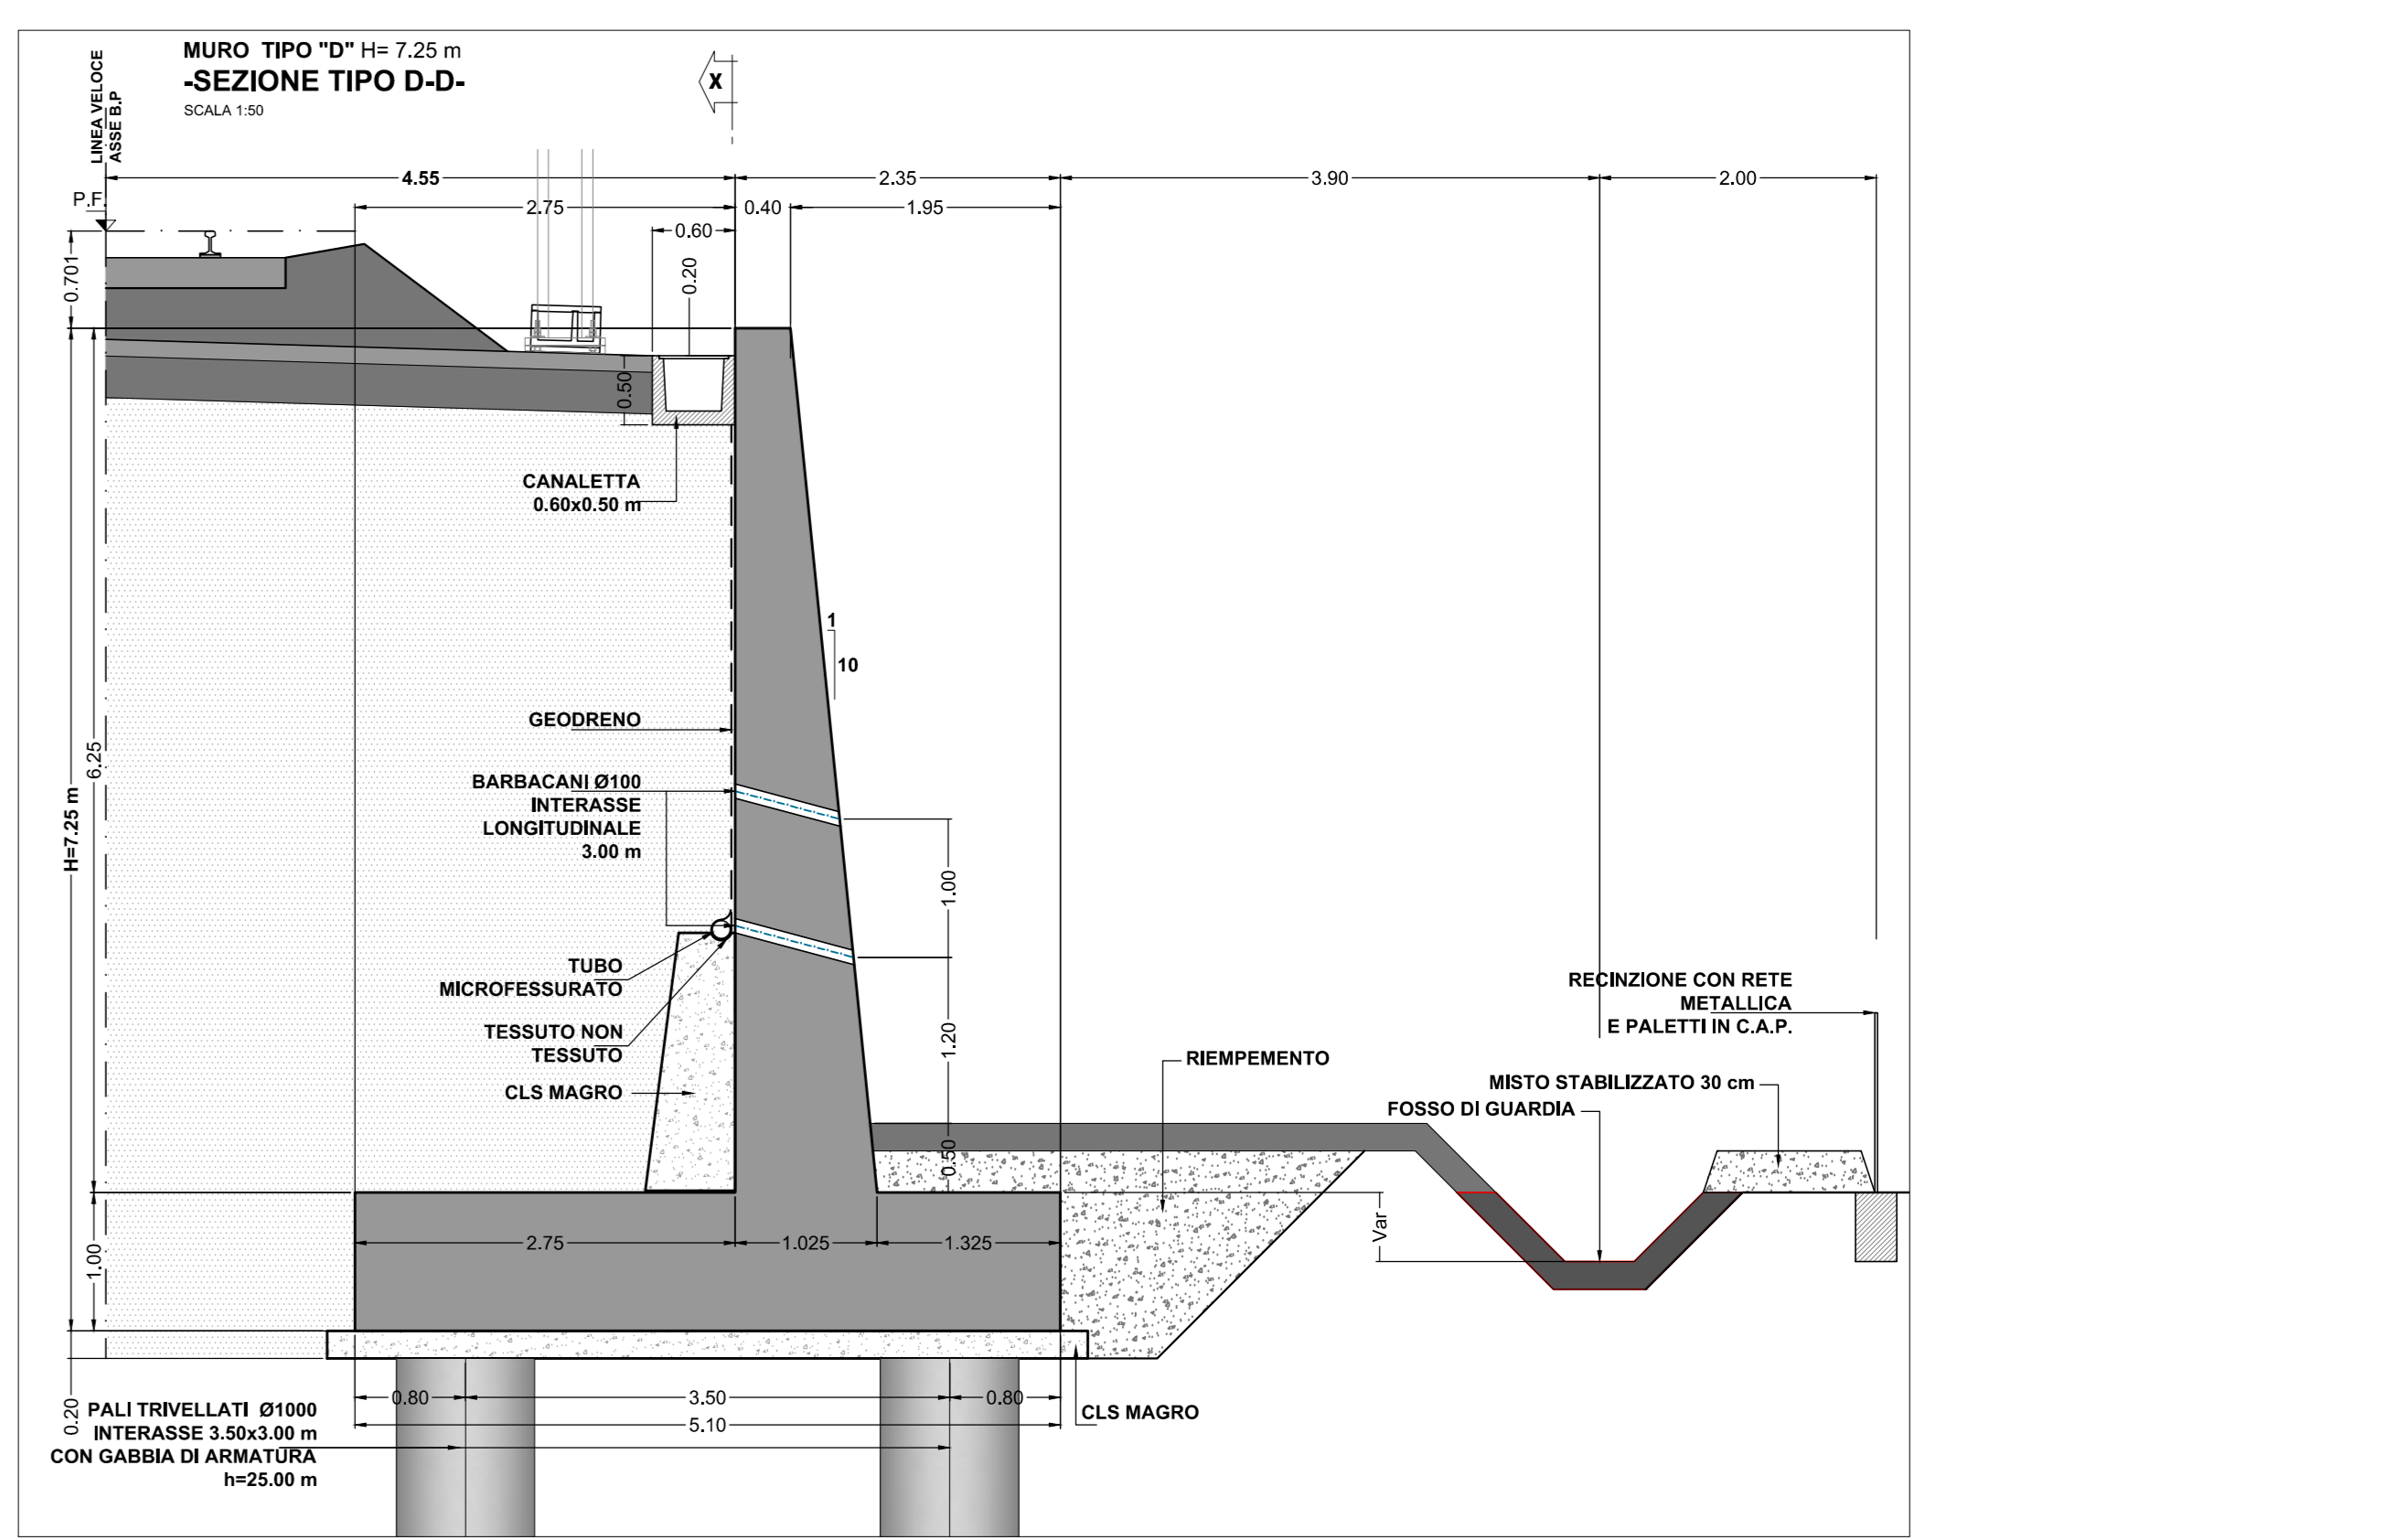 MURO TIPO "D" H= 7.25 m
-SEZIONE TIPO D-D-
SCALA 1:50
LINEA VELOCE
ASSE B.P
X
4.55
2.35
3.90
2.00
P.F.
2.75
0.40
1.95
0.60
0.701
0.20
0.50
CANALETTA
0.60x0.50 m
1
10
GEODRENO
6.25
H=7.25 m
BARBACANI Ø100
INTERASSE
LONGITUDINALE
3.00 m
1.00
TUBO
MICROFESSURATO
RECINZIONE CON RETE
METALLICA
E PALETTI IN C.A.P.
TESSUTO NON
TESSUTO
1.20
RIEMPEMENTO
CLS MAGRO
MISTO STABILIZZATO 30 cm
FOSSO DI GUARDIA
0.50
Var
2.75
1.025
1.325
1.00
0.80
3.50
0.80
0.20
5.10
CLS MAGRO
PALI TRIVELLATI Ø1000
INTERASSE 3.50x3.00 m
CON GABBIA DI ARMATURA
h=25.00 m